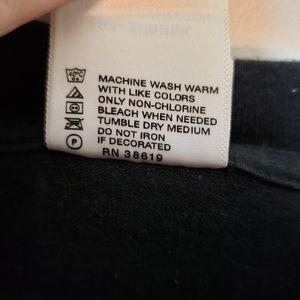 MACHINE WASH WARM
WITH LIKE COLORS
ONLY NON-CHLORINE
BLEACH WHEN NEEDED
TUMBLE DRY MEDIUM
DO NOT IRON
IF DECORATED
RN 38619
P